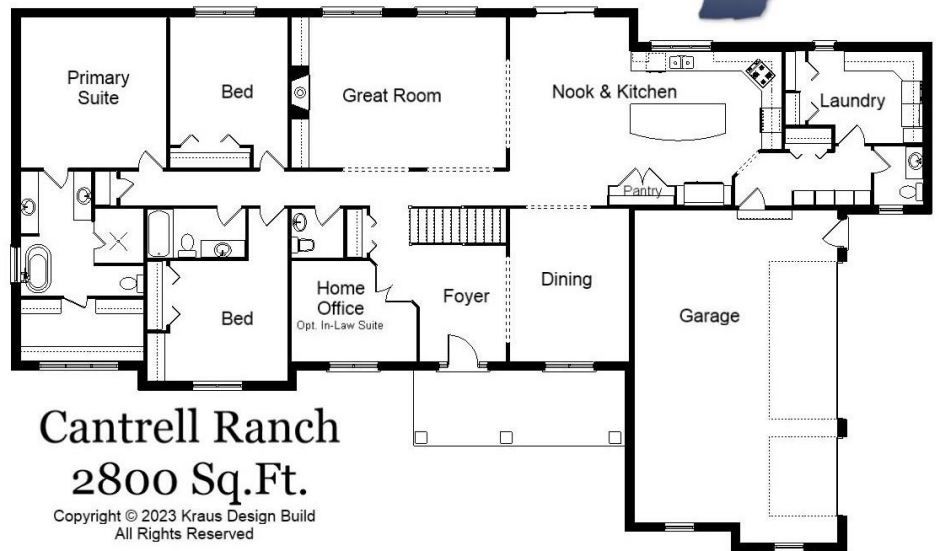 Primary
Suite
Bed
Great Room
Nook & Kitchen
Laundry
Pantry
Home
Office
Opt. In-Law Suite
Foyer
Dining
Bed
Garage
Cantrell Ranch
2800 Sq.Ft.
Copyright © 2023 Kraus Design Build
All Rights Reserved